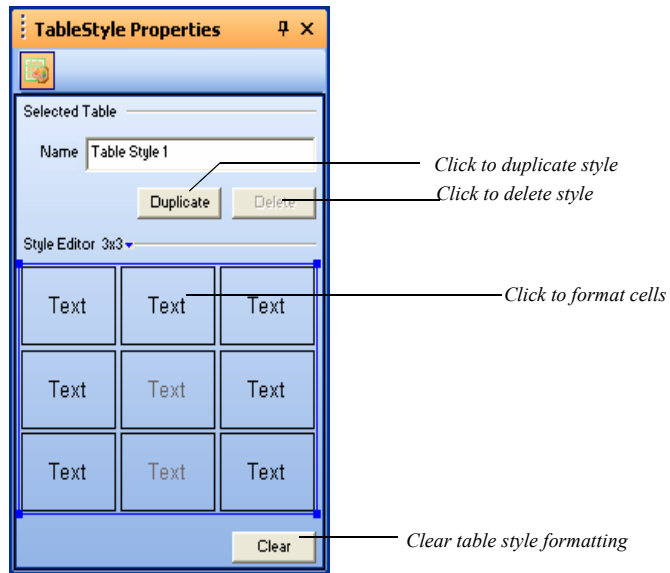 TableStyle Properties
Selected Table
Name Table Style 1
Click to duplicate style
Duplicate Delete Click to delete style
Style Editor 3x3
Text Text Text Click to format cells
Text Text Text
Text Text Text
Clear Clear table style formatting